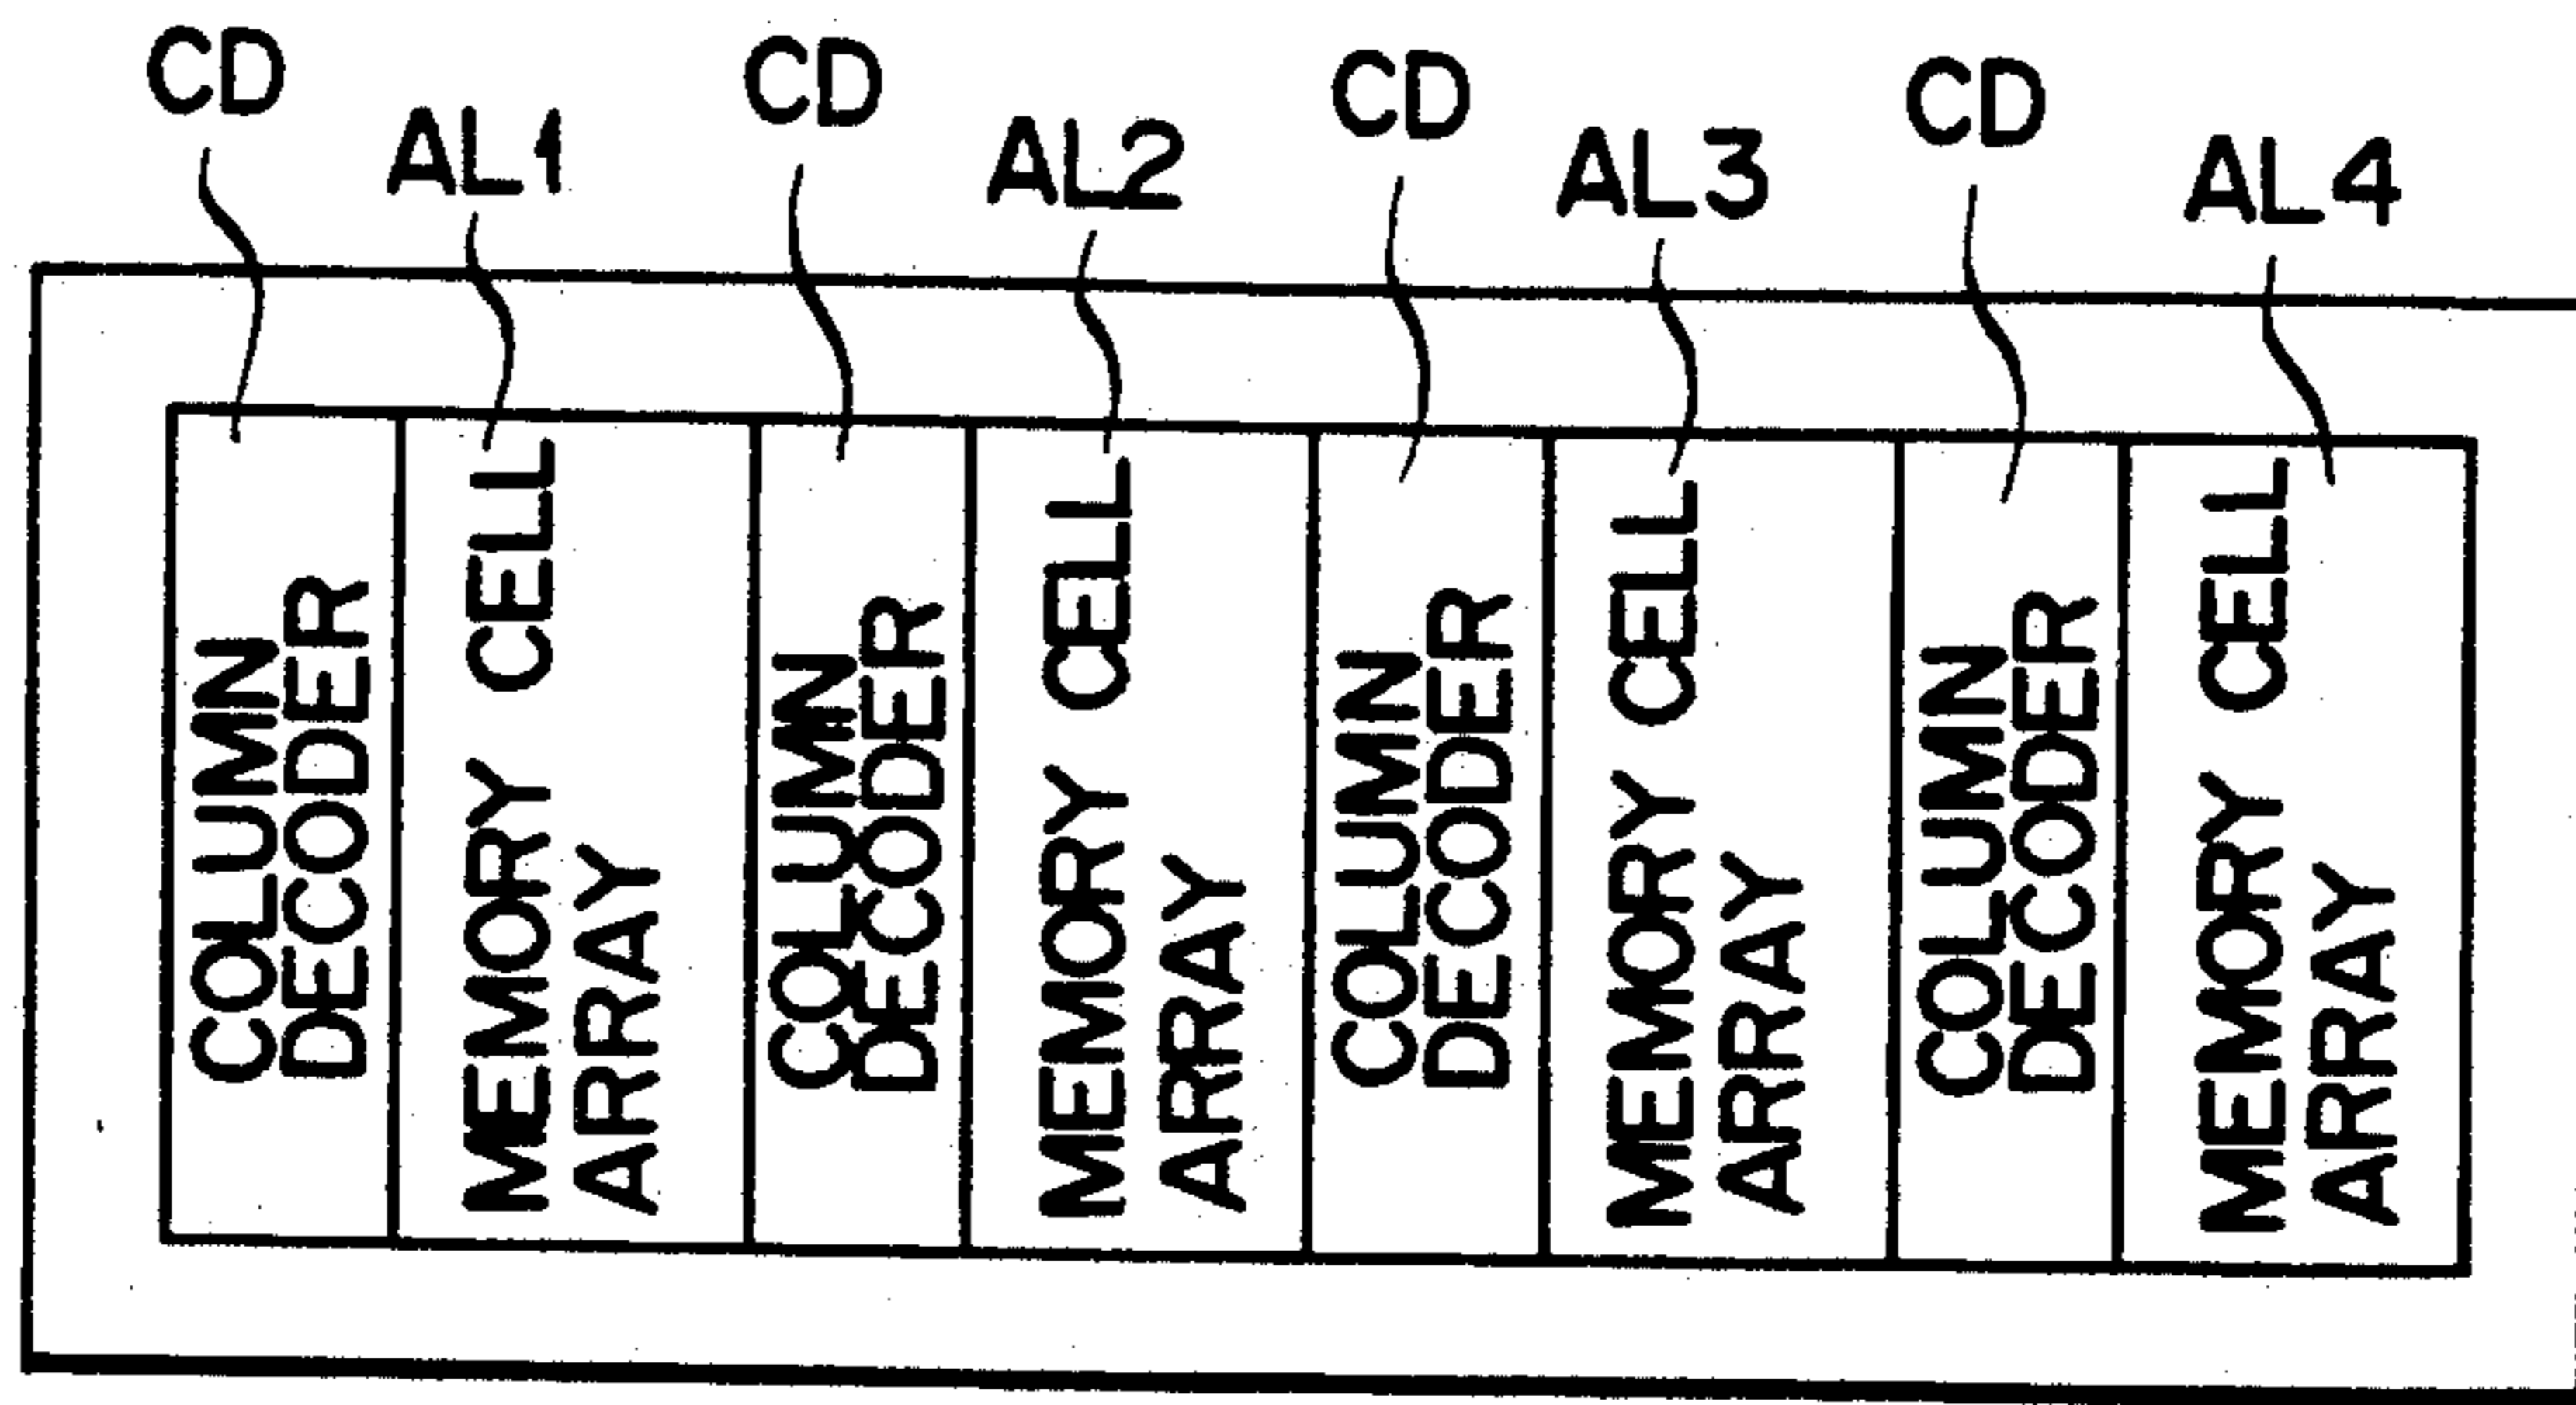 CD
AL1
CD
AL2
CD
AL3
CD
AL4
COLUMN
DECODER
MEMORY CELL
ARRAY
COLUMN
DECODER
MEMORY CELL
ARRAY
COLUMN
DECODER
MEMORY CELL
ARRAY
COLUMN
DECODER
MEMORY CELL
ARRAY